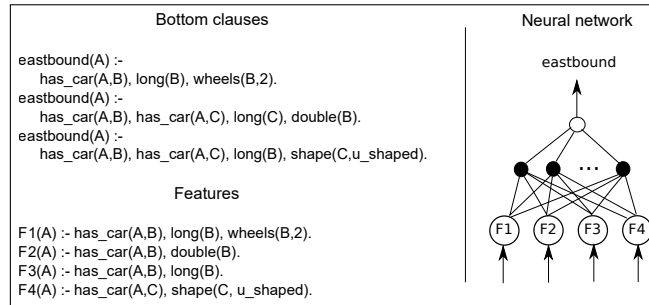 Bottom clauses
eastbound(A) :-
has_car(A,B), long(B), wheels(B,2).
eastbound(A) :-
has_car(A,B), has_car(A,C), long(C), double(B).
eastbound(A) :-
has_car(A,B), has_car(A,C), long(B), shape(C,u_shaped).
Features
F1(A) :- has_car(A,B), long(B), wheels(B,2).
F2(A) :- has_car(A,B), double(B).
F3(A) :- has_car(A,B), long(B).
F4(A) :- has_car(A,C), shape(C, u_shaped).
Neural network
eastbound
...
F1 F2 F3 F4